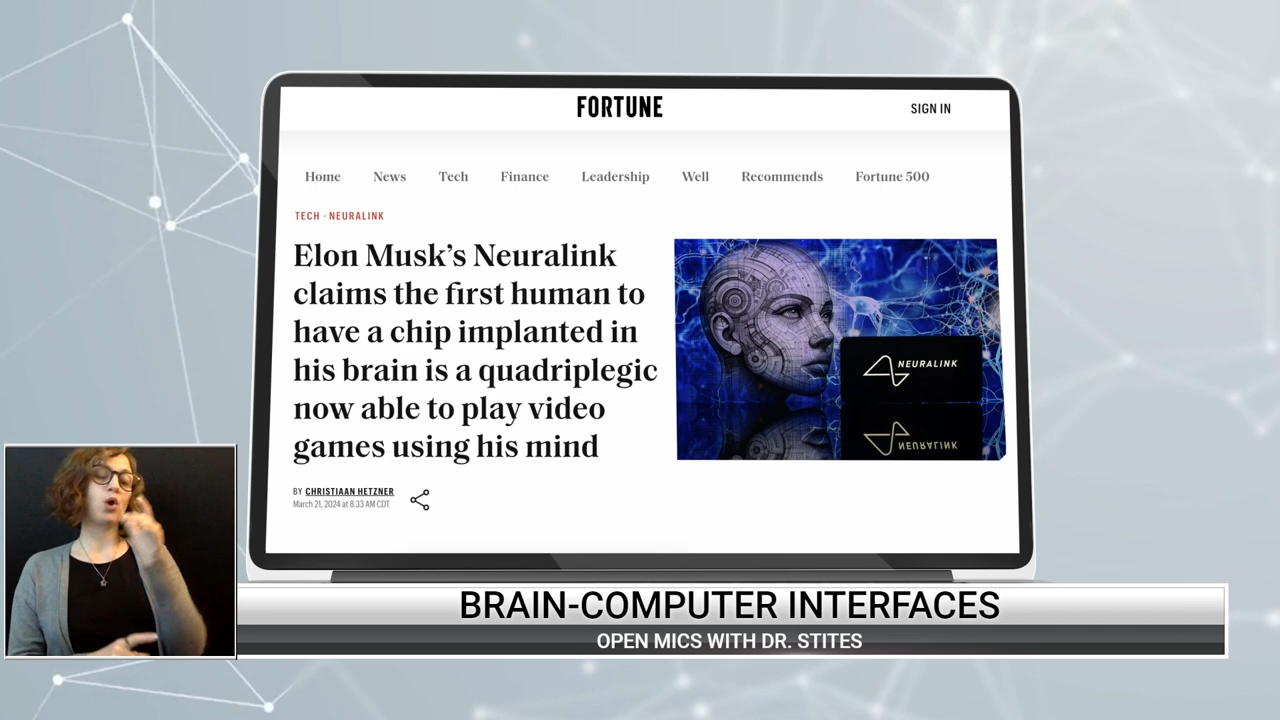 FORTUNE
SIGN IN
Home News Tech Finance Leadership Well Recommends Fortune 500
TECH · NEURALINK
Elon Musk’s Neuralink
claims the first human to
have a chip implanted in
his brain is a quadriplegic
now able to play video
games using his mind
NEURALINK
NEURALINK
BY CHRISTIAAN HETZNER
March 21, 2024 at 8:33 AM CDT
BRAIN-COMPUTER INTERFACES
OPEN MICS WITH DR. STITES